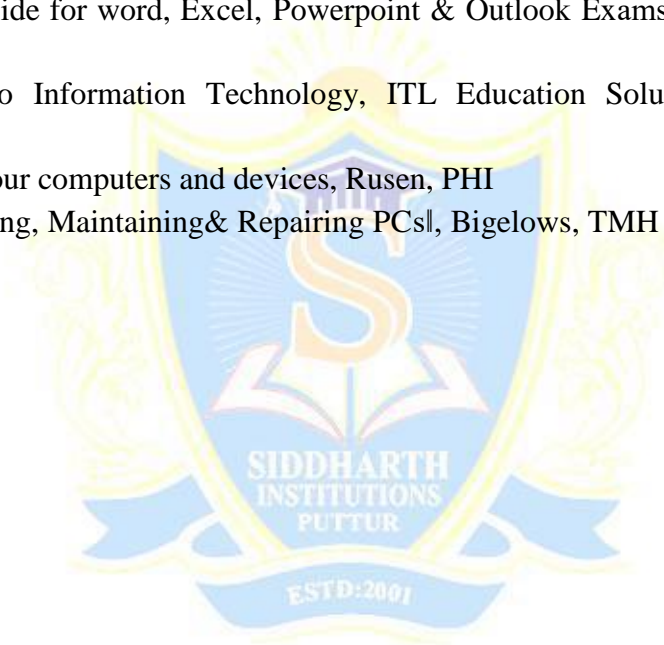 ide for word, Excel, Powerpoint & Outlook Exams
o Information Technology, ITL Education Solu
our computers and devices, Rusen, PHI
ng, Maintaining& Repairing PCs‖, Bigelows, TMH
S
SIDDHARTH
INSTITUTIONS
PUTTUR
ESTD:2001